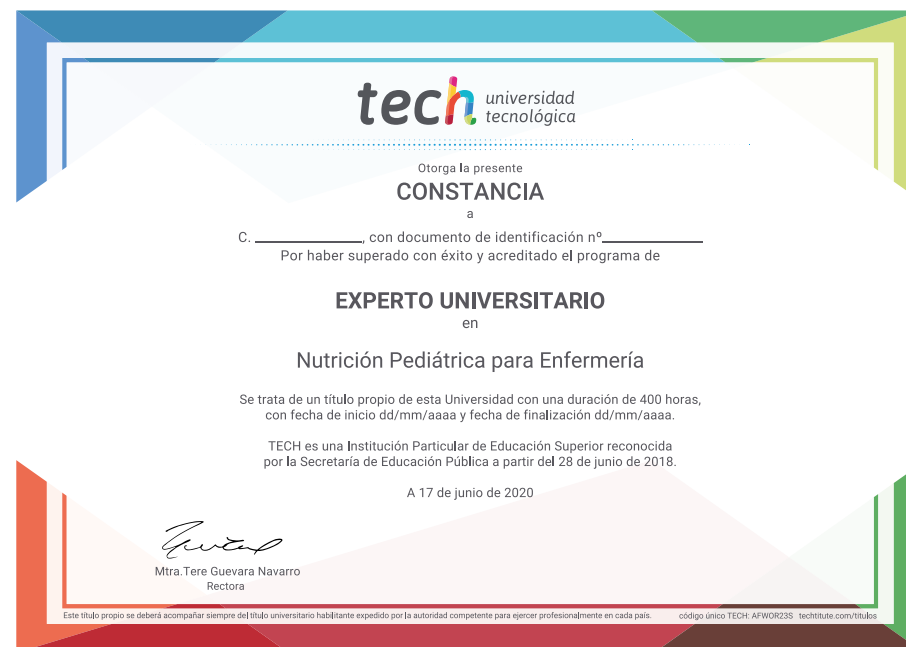 tech universidad
tecnológica
Otorga la presente
CONSTANCIA
a
C. ______________, con documento de identificación nº_____________
Por haber superado con éxito y acreditado el programa de
EXPERTO UNIVERSITARIO
en
Nutrición Pediátrica para Enfermería
Se trata de un título propio de esta Universidad con una duración de 400 horas,
con fecha de inicio dd/mm/aaaa y fecha de finalización dd/mm/aaaa.
TECH es una Institución Particular de Educación Superior reconocida
por la Secretaría de Educación Pública a partir del 28 de junio de 2018.
A 17 de junio de 2020
Mtra.Tere Guevara Navarro
Rectora
Este título propio se deberá acompañar siempre del título universitario habilitante expedido por la autoridad competente para ejercer profesionalmente en cada país. código único TECH: AFWOR23S techtitute.com/titulos